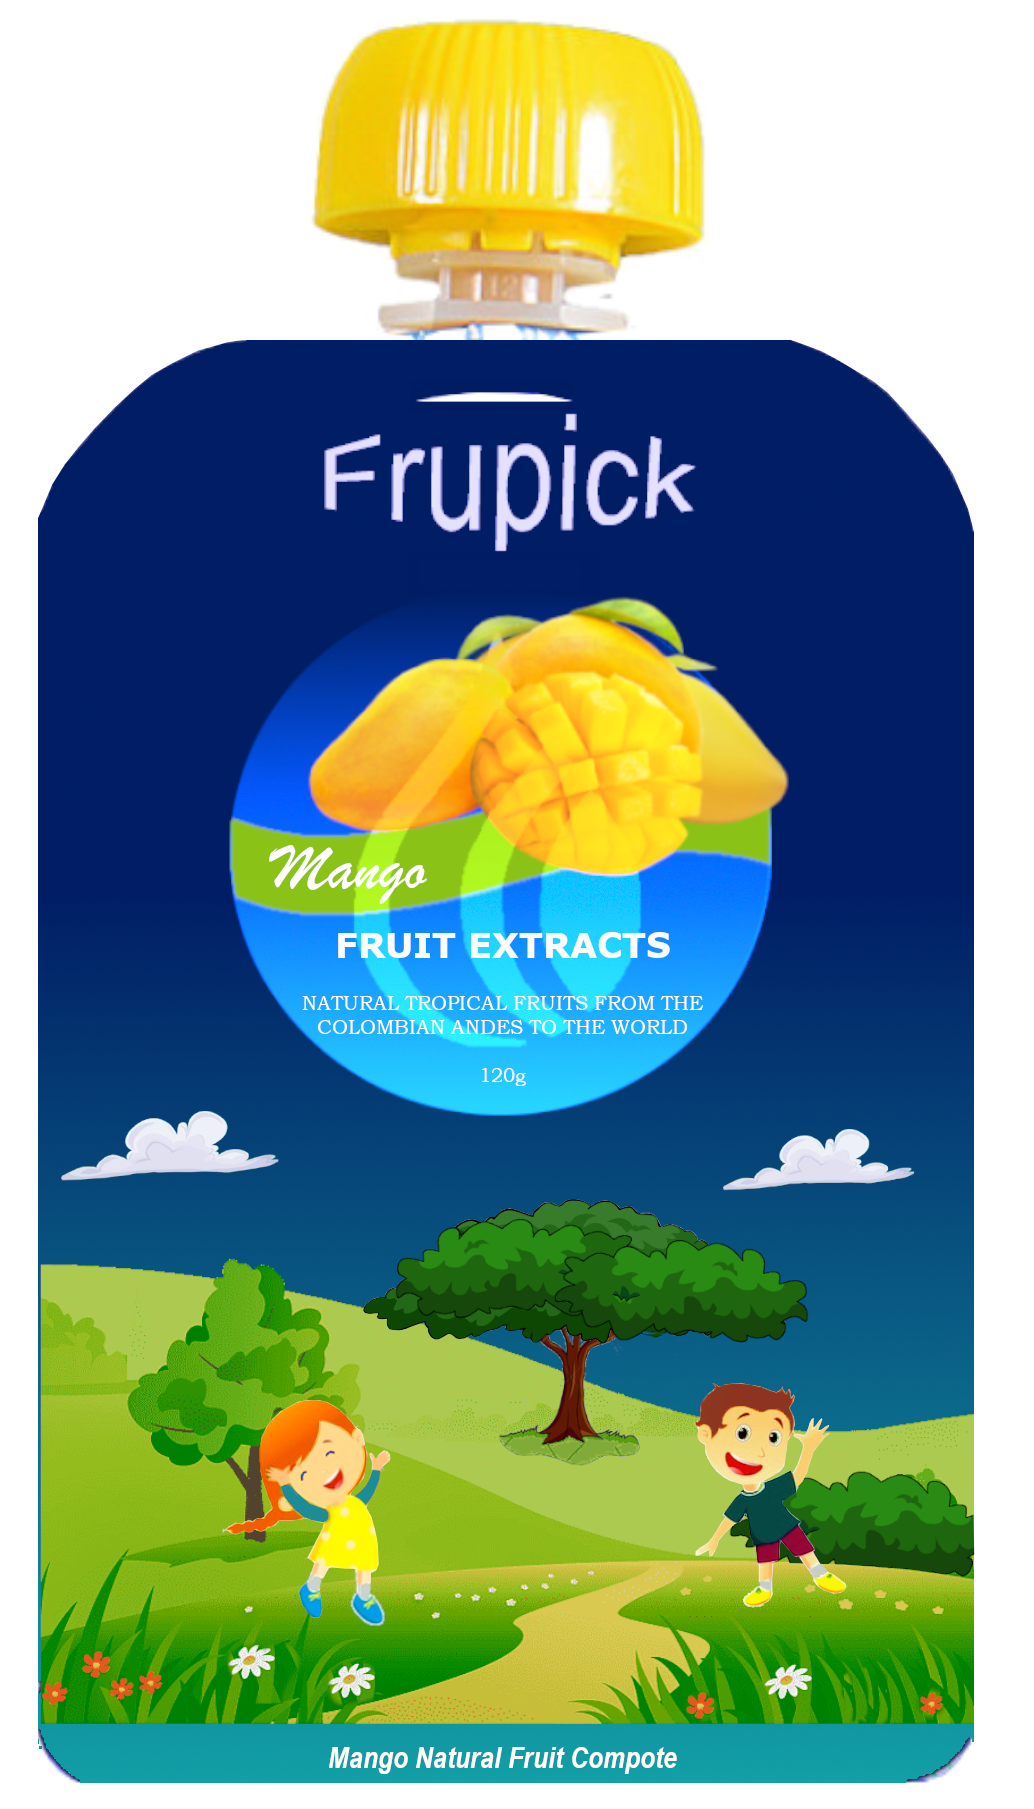 Frupick
Mango
FRUIT EXTRACTS
NATURAL TROPICAL FRUITS FROM THE
COLOMBIAN ANDES TO THE WORLD
120g
Mango Natural Fruit Compote